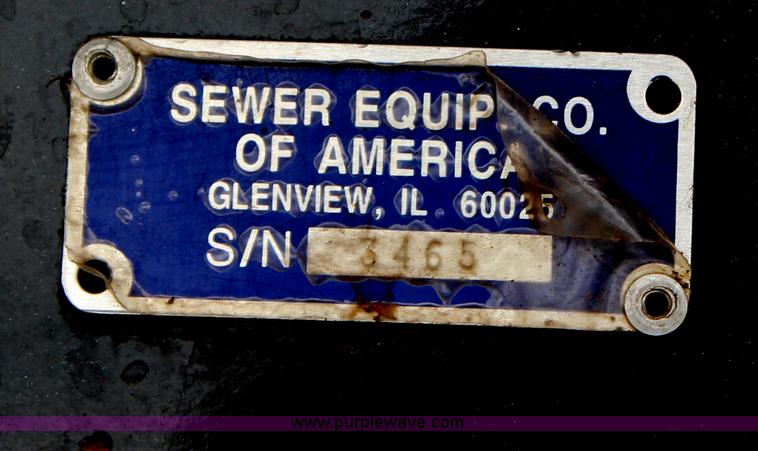 SEWER EQUIP. CO.
OF AMERICA
GLENVIEW, IL 60025
S/N 3465
www.purplewave.com